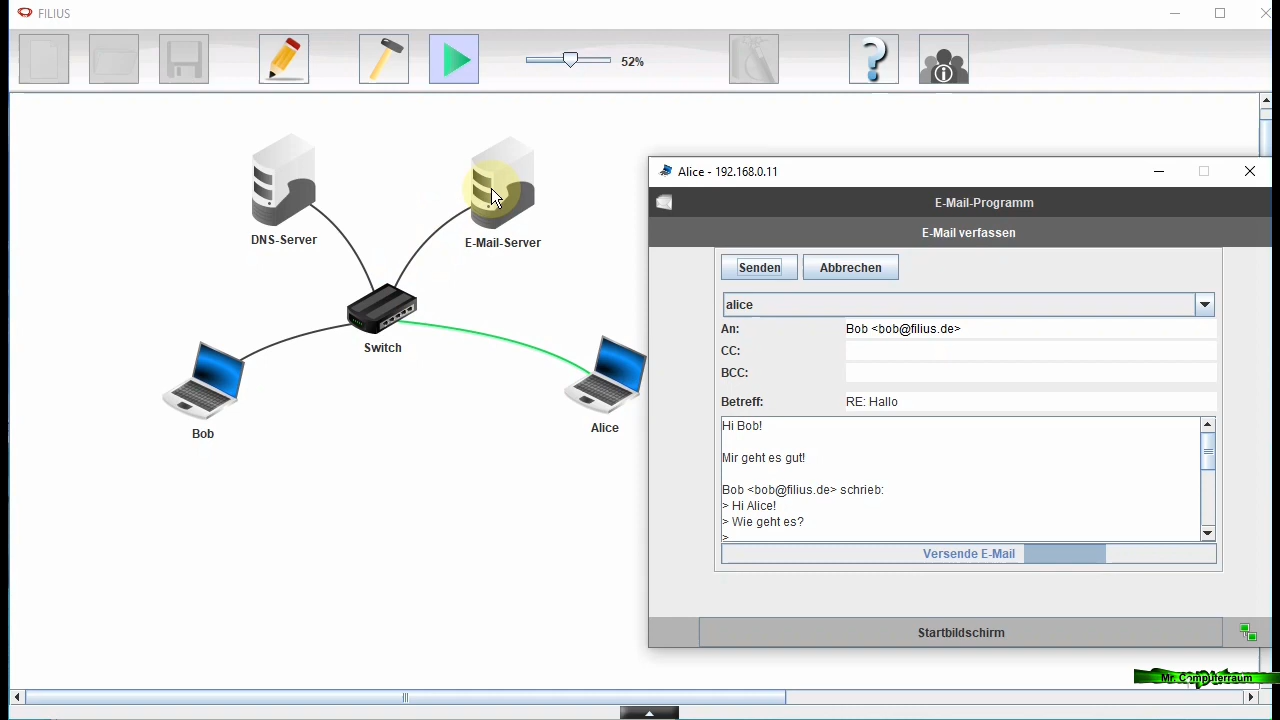 FILIUS
52%
DNS-Server
E-Mail-Server
Switch
Bob
Alice
Alice - 192.168.0.11
E-Mail-Programm
E-Mail verfassen
Senden
Abbrechen
alice
An:
Bob <bob@filius.de>
CC:
BCC:
Betreff:
RE: Hallo
Hi Bob!
Mir geht es gut!
Bob <bob@filius.de> schrieb:
> Hi Alice!
> Wie geht es?
>
Versende E-Mail
Startbildschirm
Mr. Computerraum